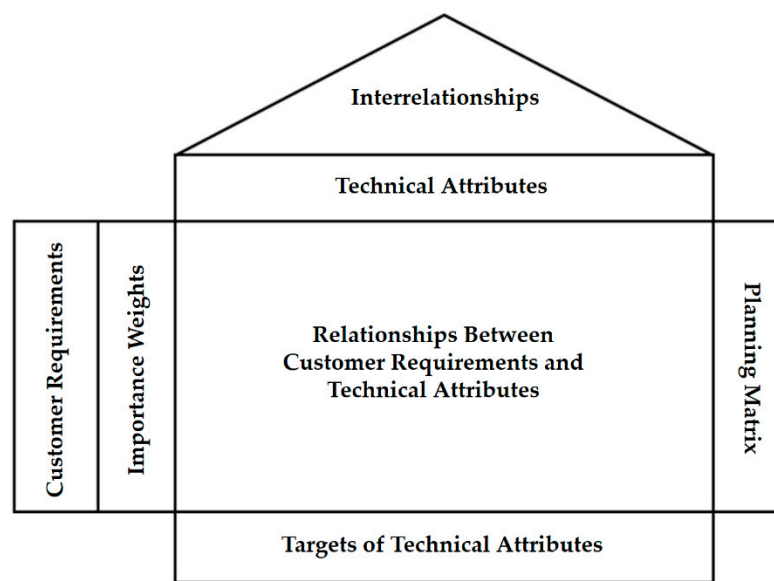 Interrelationships
Technical Attributes
Customer Requirements
Importance Weights
Relationships Between
Customer Requirements and
Technical Attributes
Planning Matrix
Targets of Technical Attributes